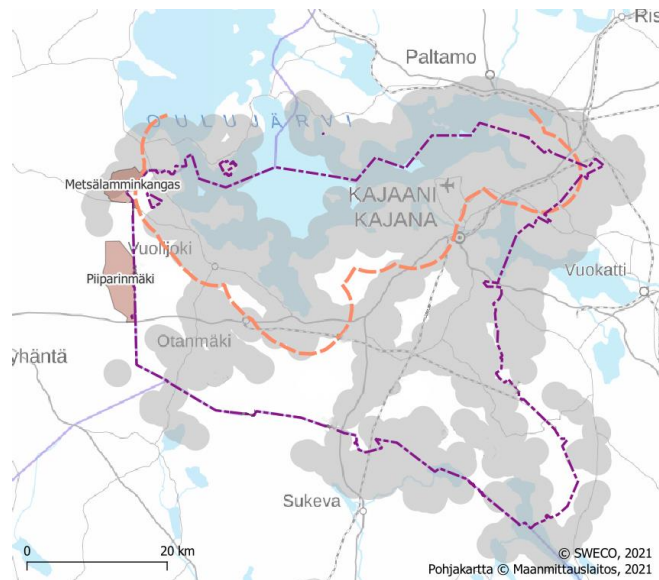 Ris
Paltamo
OULUJÄRVI
Metsälamminkangas
KAJAANI
KAJANA
Vuolijoki
Piiparinmäki
Vuokatti
Otanmäki
yhäntä
Sukeva
0 20 km
© SWECO, 2021
Pohjakartta © Maanmittauslaitos, 2021